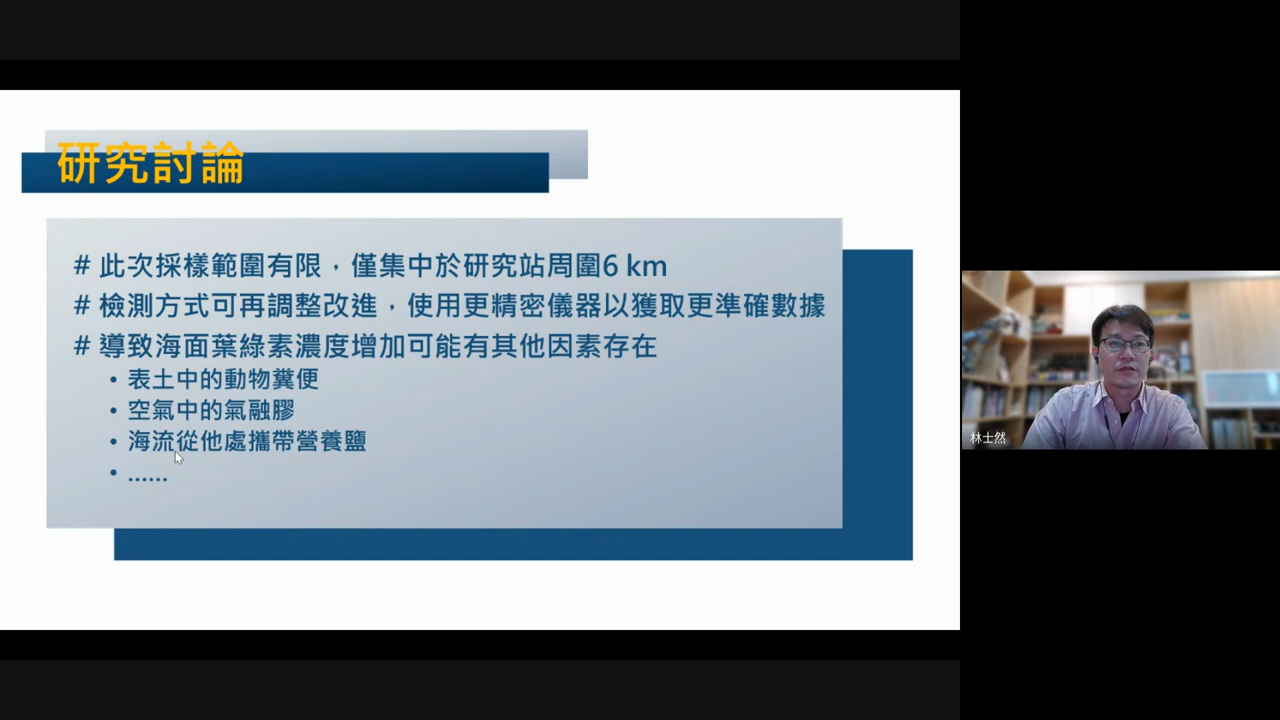 研究討論
# 此次採樣範圍有限，僅集中於研究站周圍6 km
# 檢測方式可再調整改進，使用更精密儀器以獲取更準確數據
# 導致海面葉綠素濃度增加可能有其他因素存在
• 表土中的動物糞便
• 空氣中的氣融膠
• 海流從他處攜帶營養鹽
• ......
林士然